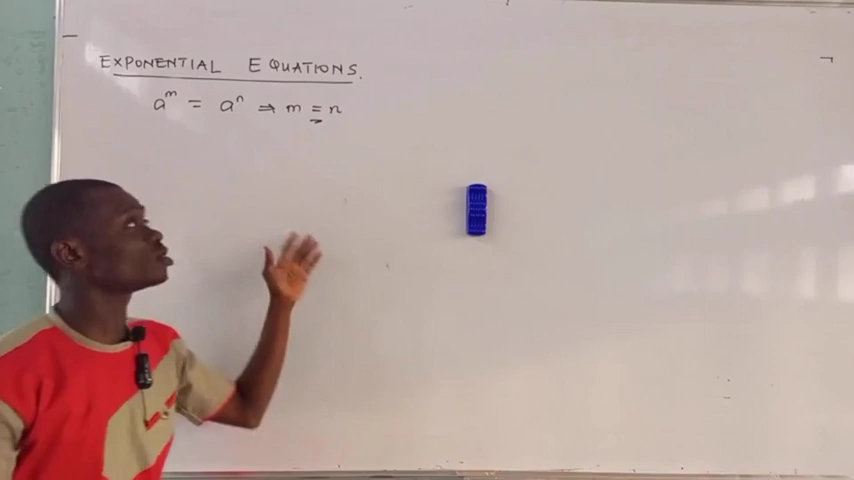 EXPONENTIAL EQUATIONS.
a^m = a^n ⇒ m = n